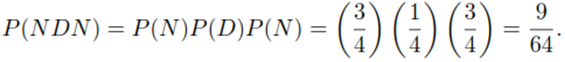 P(NDN) = P(N)P(D)P(N) = (3/4) (1/4) (3/4) = 9/64.